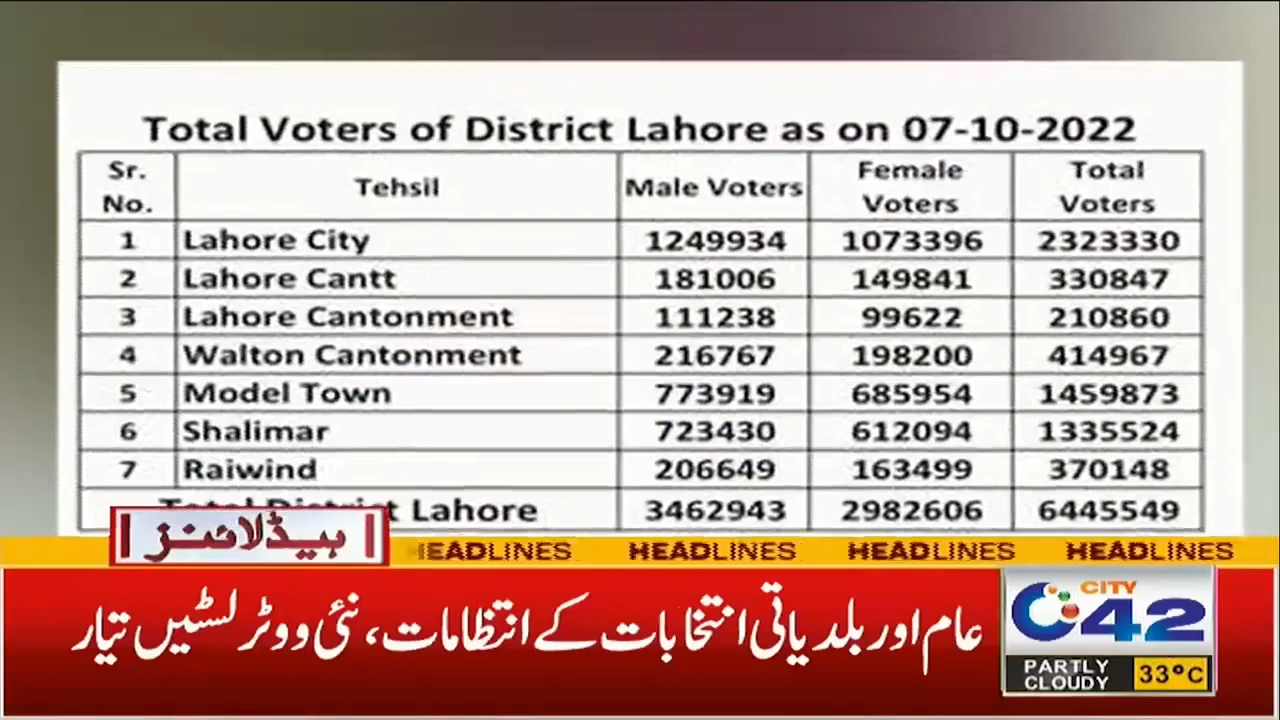 Total Voters of District Lahore as on 07-10-2022
Sr. No. Tehsil Male Voters Female Voters Total Voters
1 Lahore City 1249934 1073396 2323330
2 Lahore Cantt 181006 149841 330847
3 Lahore Cantonment 111238 99622 210860
4 Walton Cantonment 216767 198200 414967
5 Model Town 773919 685954 1459873
6 Shalimar 723430 612094 1335524
7 Raiwind 206649 163499 370148
Total District Lahore 3462943 2982606 6445549
ہیڈلائنز
HEADLINES HEADLINES HEADLINES HEADLINES
عام اور بلدیاتی انتخابات کے انتظامات، نئی ووٹر لسٹیں تیار
CITY
42
PARTLY CLOUDY 33°C